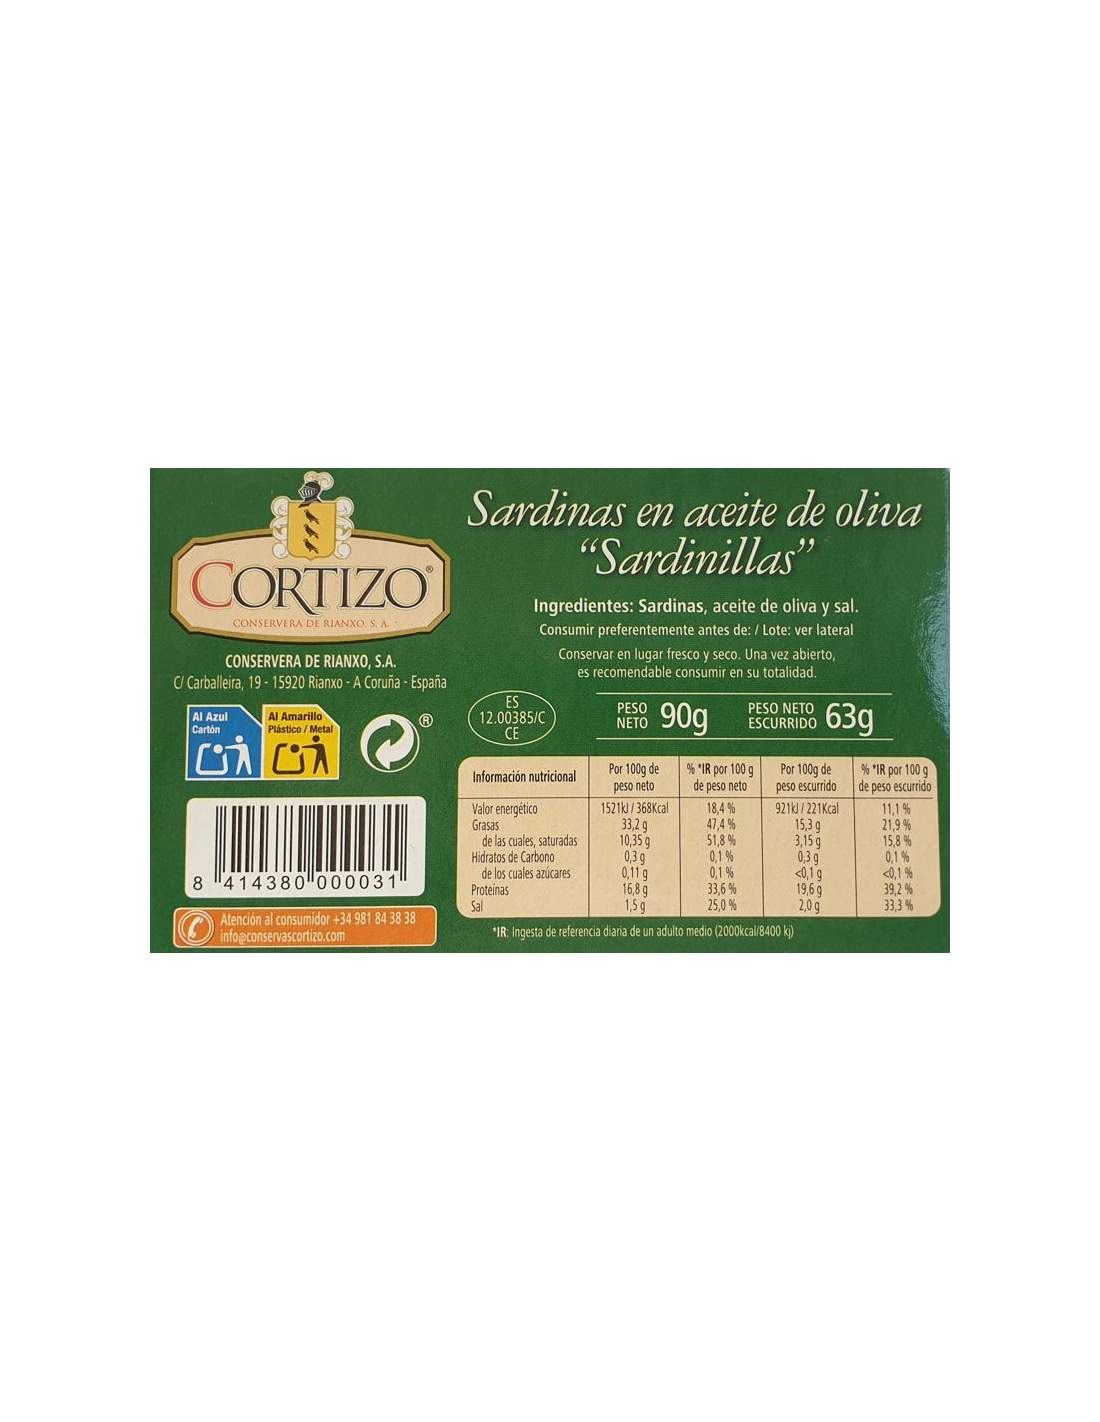 CORTIZO®
CONSERVERA DE RIANXO, S. A.
CONSERVERA DE RIANXO, S.A.
C/ Carballeira, 19 - 15920 Rianxo - A Coruña - España
Al Azul
Cartón
Al Amarillo
Plástico / Metal
®
8 414380 000031
Atención al consumidor +34 981 84 38 38
info@conservascortizo.com
Sardinas en aceite de oliva
“Sardinillas”
Ingredientes: Sardinas, aceite de oliva y sal.
Consumir preferentemente antes de: / Lote: ver lateral
Conservar en lugar fresco y seco. Una vez abierto,
es recomendable consumir en su totalidad.
ES
12.00385/C
CE
PESO NETO 90g
PESO NETO ESCURRIDO 63g
Información nutricional Por 100g de peso neto % *IR por 100 g de peso neto Por 100g de peso escurrido % *IR por 100 g de peso escurrido
Valor energético 1521kJ / 368Kcal 18,4 % 921kJ / 221Kcal 11,1 %
Grasas 33,2 g 47,4 % 15,3 g 21,9 %
de las cuales, saturadas 10,35 g 51,8 % 3,15 g 15,8 %
Hidratos de Carbono 0,3 g 0,1 % 0,3 g 0,1 %
de los cuales azúcares 0,11 g 0,1 % <0,1 g <0,1 %
Proteínas 16,8 g 33,6 % 19,6 g 39,2 %
Sal 1,5 g 25,0 % 2,0 g 33,3 %
*IR: Ingesta de referencia diaria de un adulto medio (2000kcal/8400 kj)